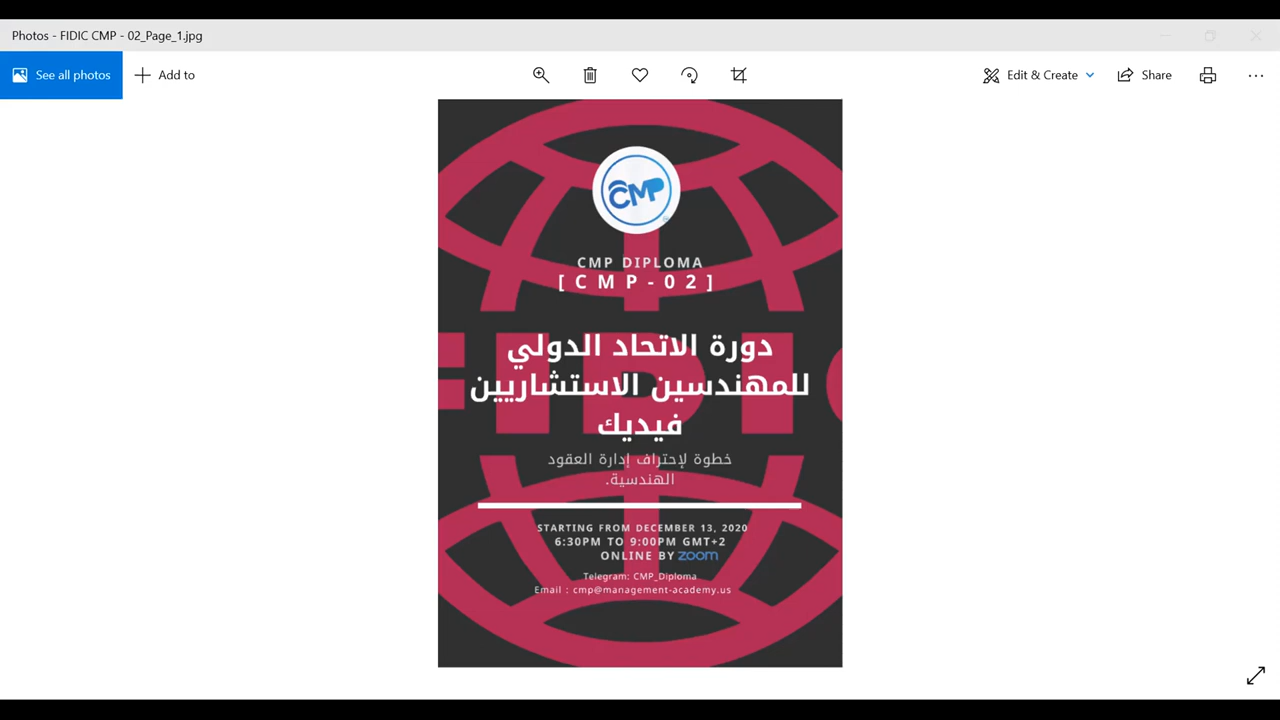 Photos - FIDIC CMP - 02_Page_1.jpg
See all photos
Add to
Edit & Create
Share
CMP
CMP DIPLOMA
[CMP-02]
FIDIC
دورة الاتحاد الدولي
للمهندسين الاستشاريين
فيديك
خطوة لإحتراف إدارة العقود
الهندسية.
STARTING FROM DECEMBER 13, 2020
6:30PM TO 9:00PM GMT+2
ONLINE BY zoom
Telegram: CMP_Diploma
Email : cmp@management-academy.us